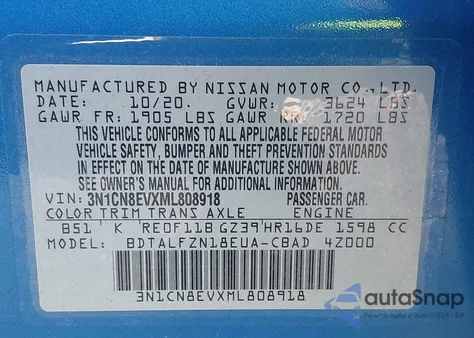 MANUFACTURED BY NISSAN MOTOR CO.,LTD.
DATE: 10/20. GVWR: 3624 LBS
GAWR FR: 1905 LBS GAWR RR: 1720 LBS
THIS VEHICLE CONFORMS TO ALL APPLICABLE FEDERAL MOTOR
VEHICLE SAFETY, BUMPER AND THEFT PREVENTION STANDARDS
IN EFFECT ON THE DATE OF MANUFACTURE SHOWN ABOVE.
SEE OWNER'S MANUAL FOR ADDITIONAL INFORMATION.
VIN: 3N1CN8EVXML808918 PASSENGER CAR.
COLOR TRIM TRANS AXLE ENGINE
B51 K RE0F11B GZ39 HR16DE 1598 CC
MODEL: BDTALFZN18EUA-CBAD 4Z000
3N1CN8EVXML808918
autaSnap